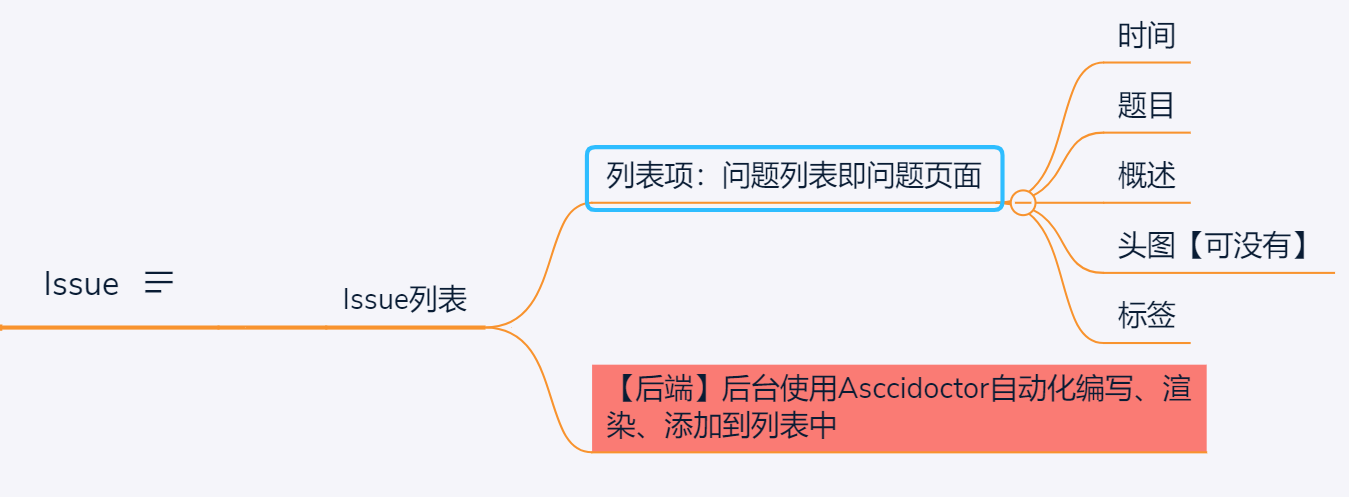 Issue
Issue列表
列表项：问题列表即问题页面
时间
题目
概述
头图【可没有】
标签
【后端】后台使用Asccidoctor自动化编写、渲
染、添加到列表中